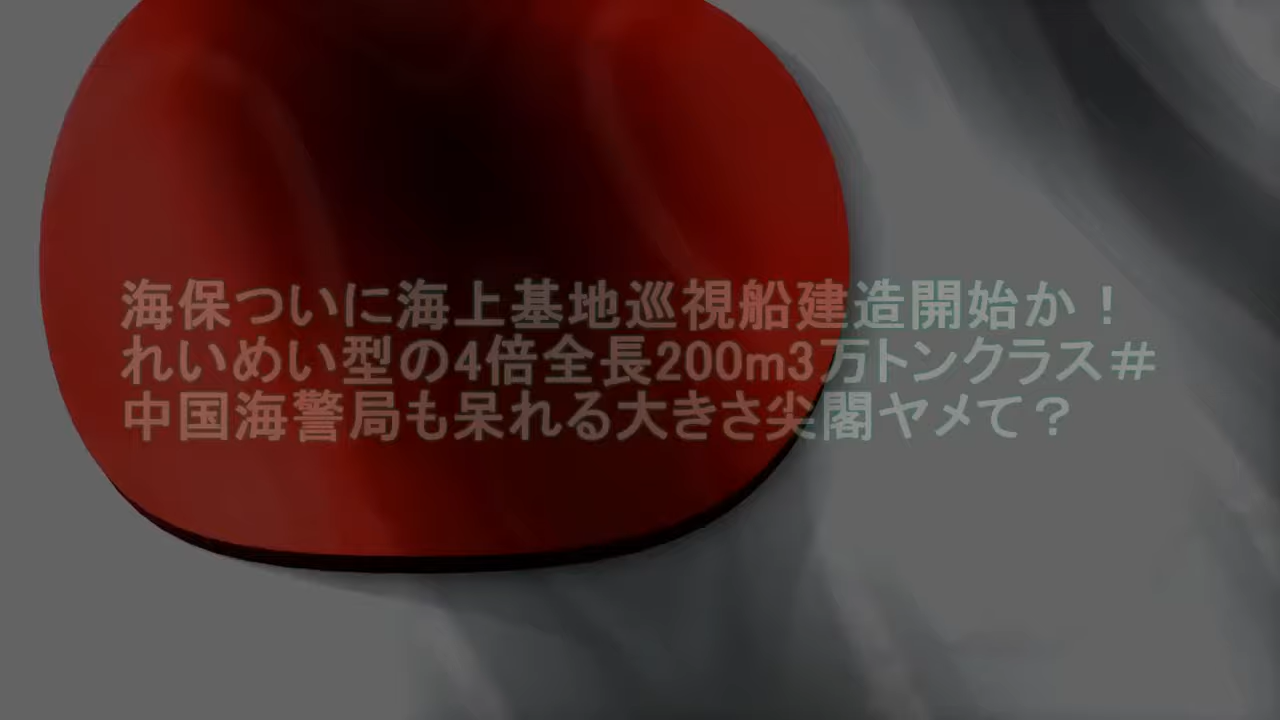 海保ついに海上基地巡視船建造開始か！
れいめい型の4倍全長200m3万トンクラス＃
中国海警局も呆れる大きさ尖閣ヤメて？